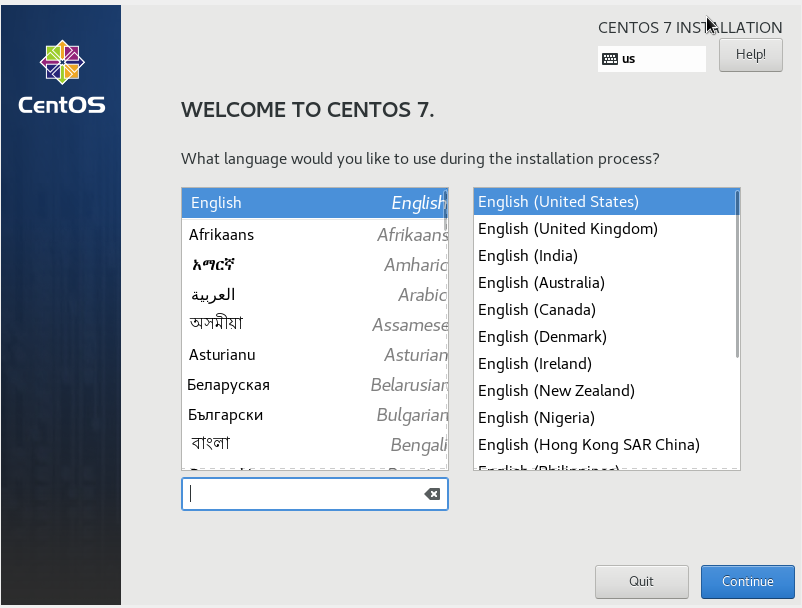 CENTOS 7 INSTALLATION
us
Help!
CentOS
WELCOME TO CENTOS 7.
What language would you like to use during the installation process?
English English
Afrikaans Afrikaans
አማርኛ Amharic
العربية Arabic
অসমীয়া Assamese
Asturianu Asturian
Беларуская Belarusian
Български Bulgarian
বাংলা Bengali
English (United States)
English (United Kingdom)
English (India)
English (Australia)
English (Canada)
English (Denmark)
English (Ireland)
English (New Zealand)
English (Nigeria)
English (Hong Kong SAR China)
English (Philippines)
Quit
Continue